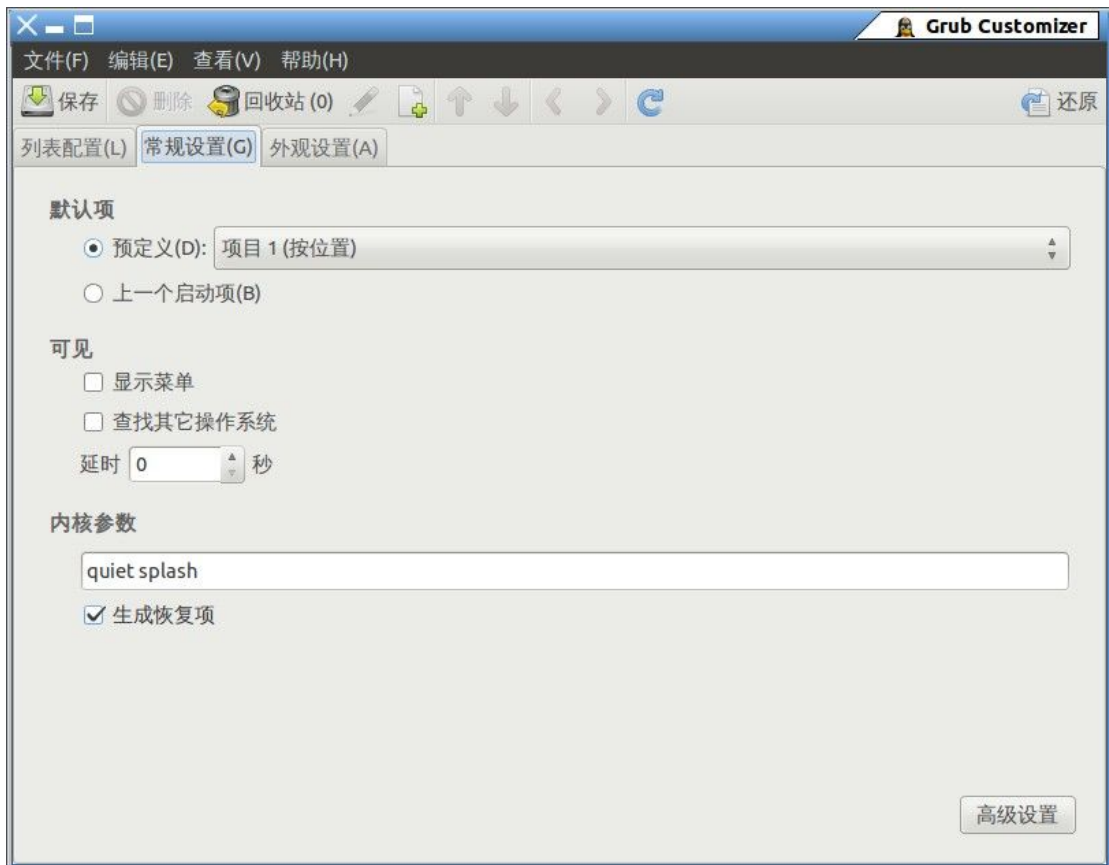 Grub Customizer
文件(F) 编辑(E) 查看(V) 帮助(H)
保存 删除 回收站 (0) 还原
列表配置(L) 常规设置(G) 外观设置(A)
默认项
预定义(D): 项目 1 (按位置)
上一个启动项(B)
可见
显示菜单
查找其它操作系统
延时 0 秒
内核参数
quiet splash
生成恢复项
高级设置